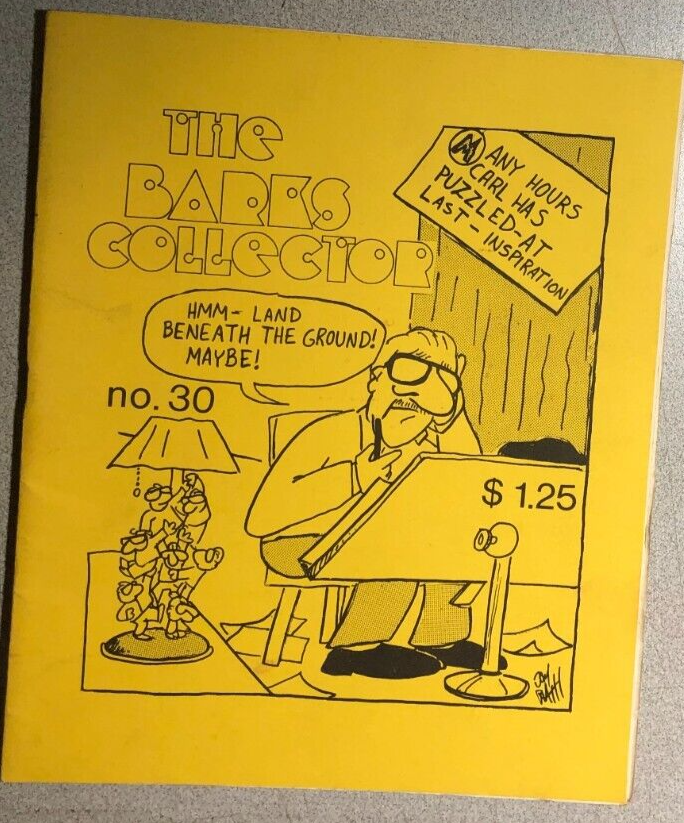 THE
BARKS
COLLECTOR
MANY HOURS
CARL HAS
PUZZLED-AT
LAST-INSPIRATION
HMM- LAND
BENEATH THE GROUND!
MAYBE!
no. 30
$ 1.25